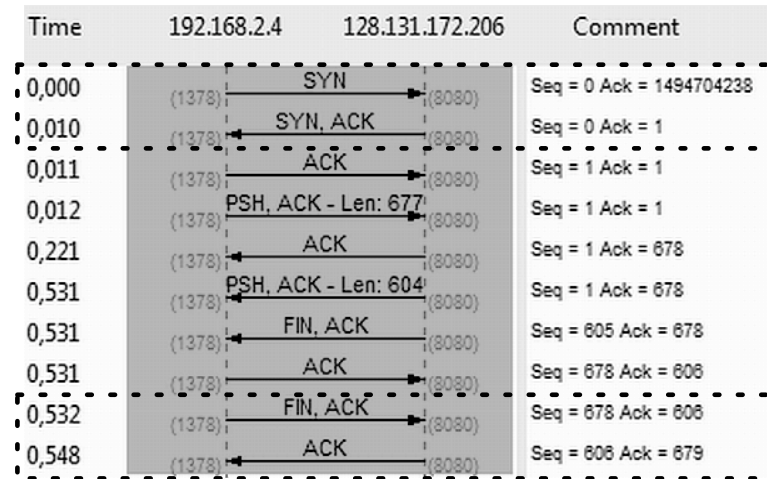 Time 192.168.2.4 128.131.172.206 Comment
0,000 (1378) SYN (8080) Seq = 0 Ack = 1494704238
0,010 (1378) SYN, ACK (8080) Seq = 0 Ack = 1
0,011 (1378) ACK (8080) Seq = 1 Ack = 1
0,012 (1378) PSH, ACK - Len: 677 (8080) Seq = 1 Ack = 1
0,221 (1378) ACK (8080) Seq = 1 Ack = 678
0,531 (1378) PSH, ACK - Len: 604 (8080) Seq = 1 Ack = 678
0,531 (1378) FIN, ACK (8080) Seq = 605 Ack = 678
0,531 (1378) ACK (8080) Seq = 678 Ack = 606
0,532 (1378) FIN, ACK (8080) Seq = 678 Ack = 606
0,548 (1378) ACK (8080) Seq = 606 Ack = 679